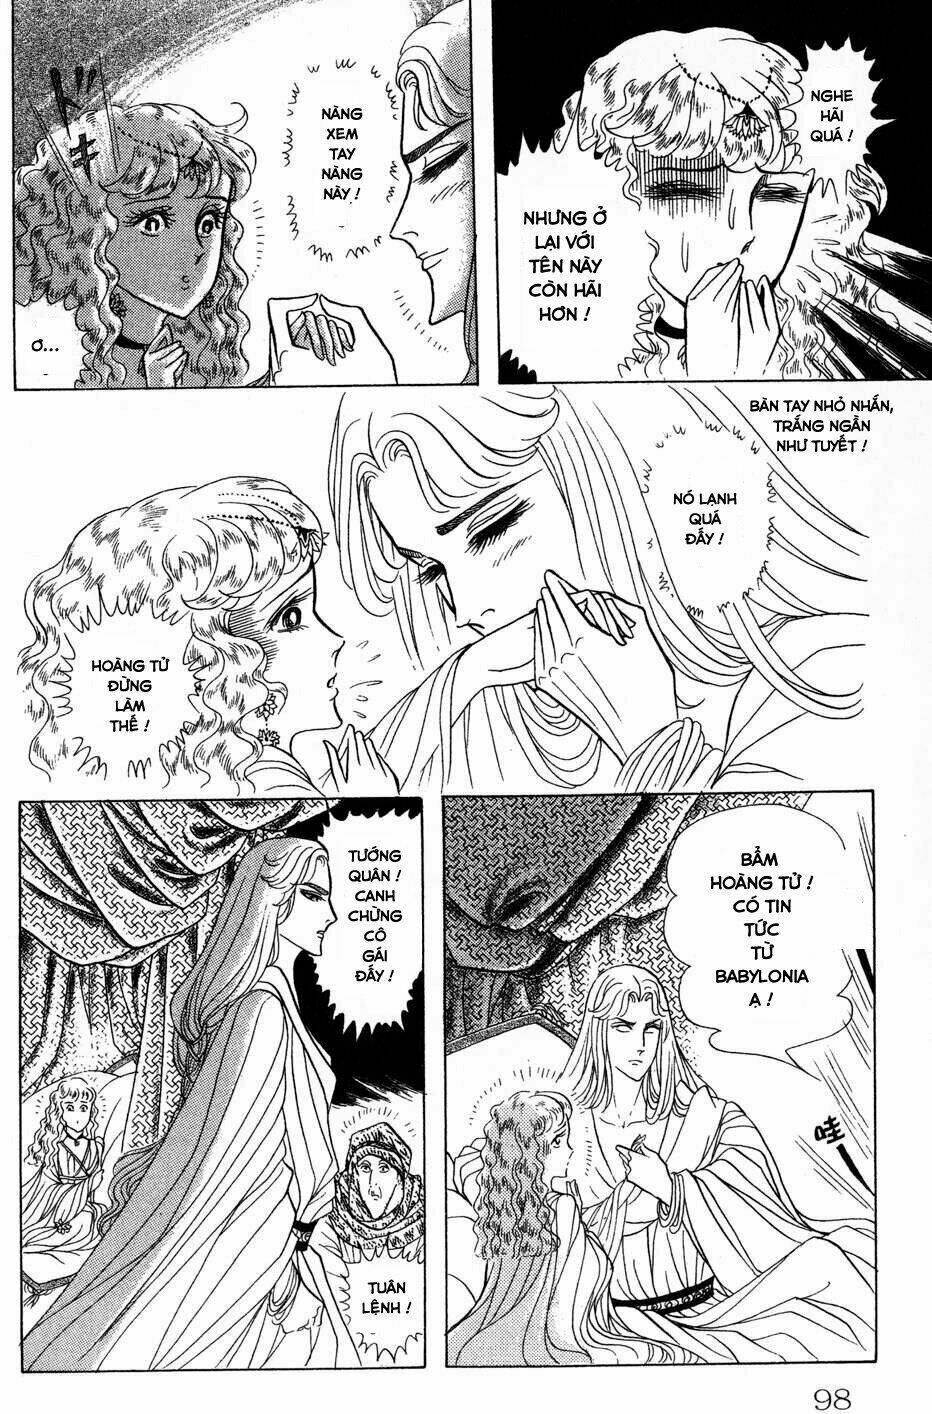 NGHE
HÃI
QUÁ !
NHƯNG Ở
LẠI VỚI
TÊN NÀY
CÒN HÃI
HƠN !
NÀNG
XEM
TAY
NÀNG
NÀY !
ドキ
Ơ...
BÀN TAY NHỎ NHẮN,
TRẮNG NGẦN
NHƯ TUYẾT !
NÓ LẠNH
QUÁ
ĐẤY !
HOÀNG TỬ
ĐỪNG
LÀM
THẾ !
BẨM
HOÀNG TỬ !
CÓ TIN
TỨC
TỪ
BABYLONIA
Ạ !
哇
TƯỚNG
QUÂN !
CANH
CHỪNG
CÔ
GÁI
ĐẤY !
TUÂN
LỆNH !
98